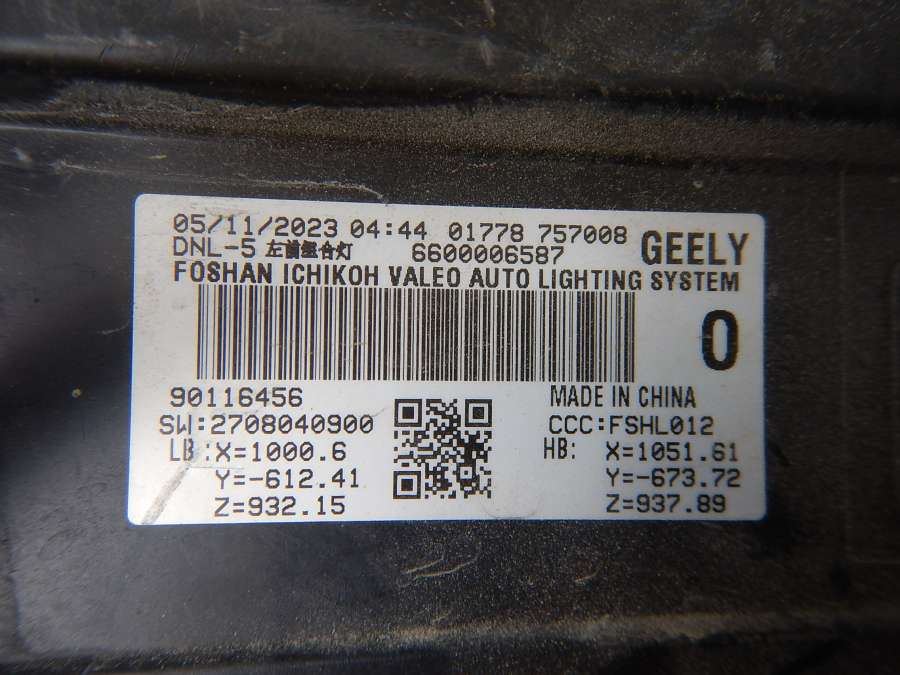 05/11/2023 04:44 01778 757008
DNL-5 左前组合灯 6600006587 GEELY
FOSHAN ICHIKOH VALEO AUTO LIGHTING SYSTEM
0
90116456 MADE IN CHINA
SW:2708040900 CCC:FSHL012
LB:X=1000.6 HB: X=1051.61
Y=-612.41 Y=-673.72
Z=932.15 Z=937.89